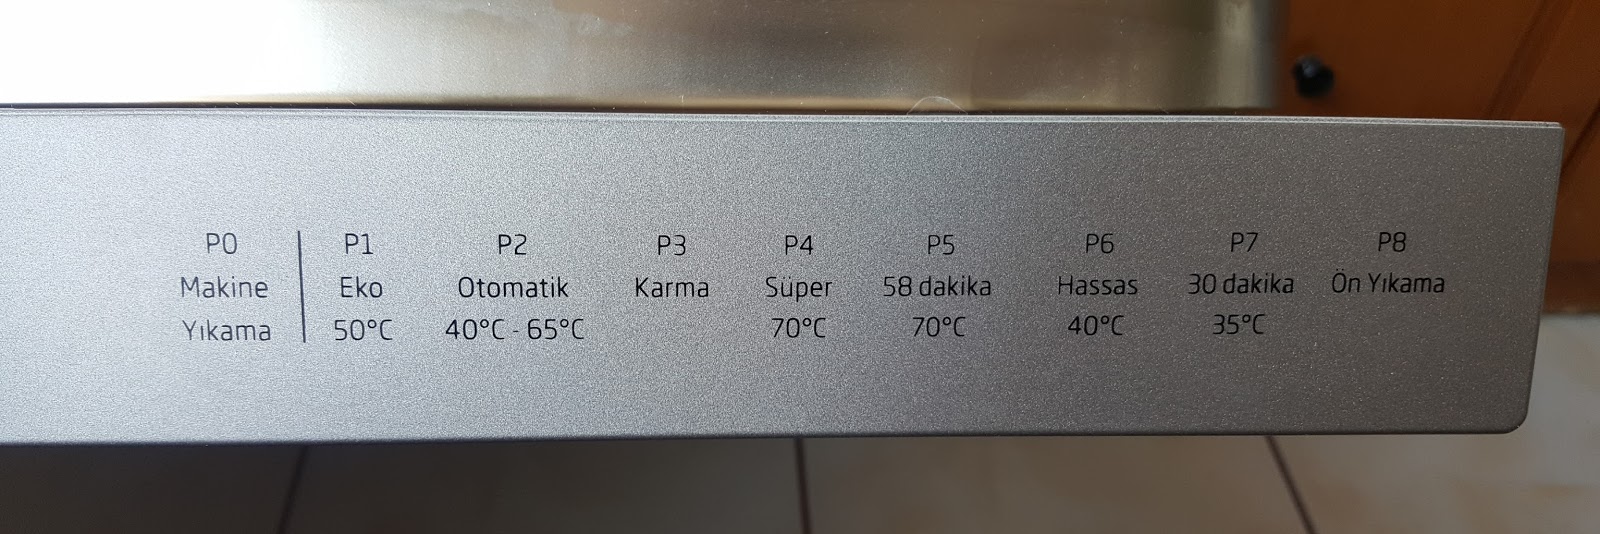 P0
Makine
Yıkama
P1
Eko
50°C
P2
Otomatik
40°C - 65°C
P3
Karma
P4
Süper
70°C
P5
58 dakika
70°C
P6
Hassas
40°C
P7
30 dakika
35°C
P8
Ön Yıkama